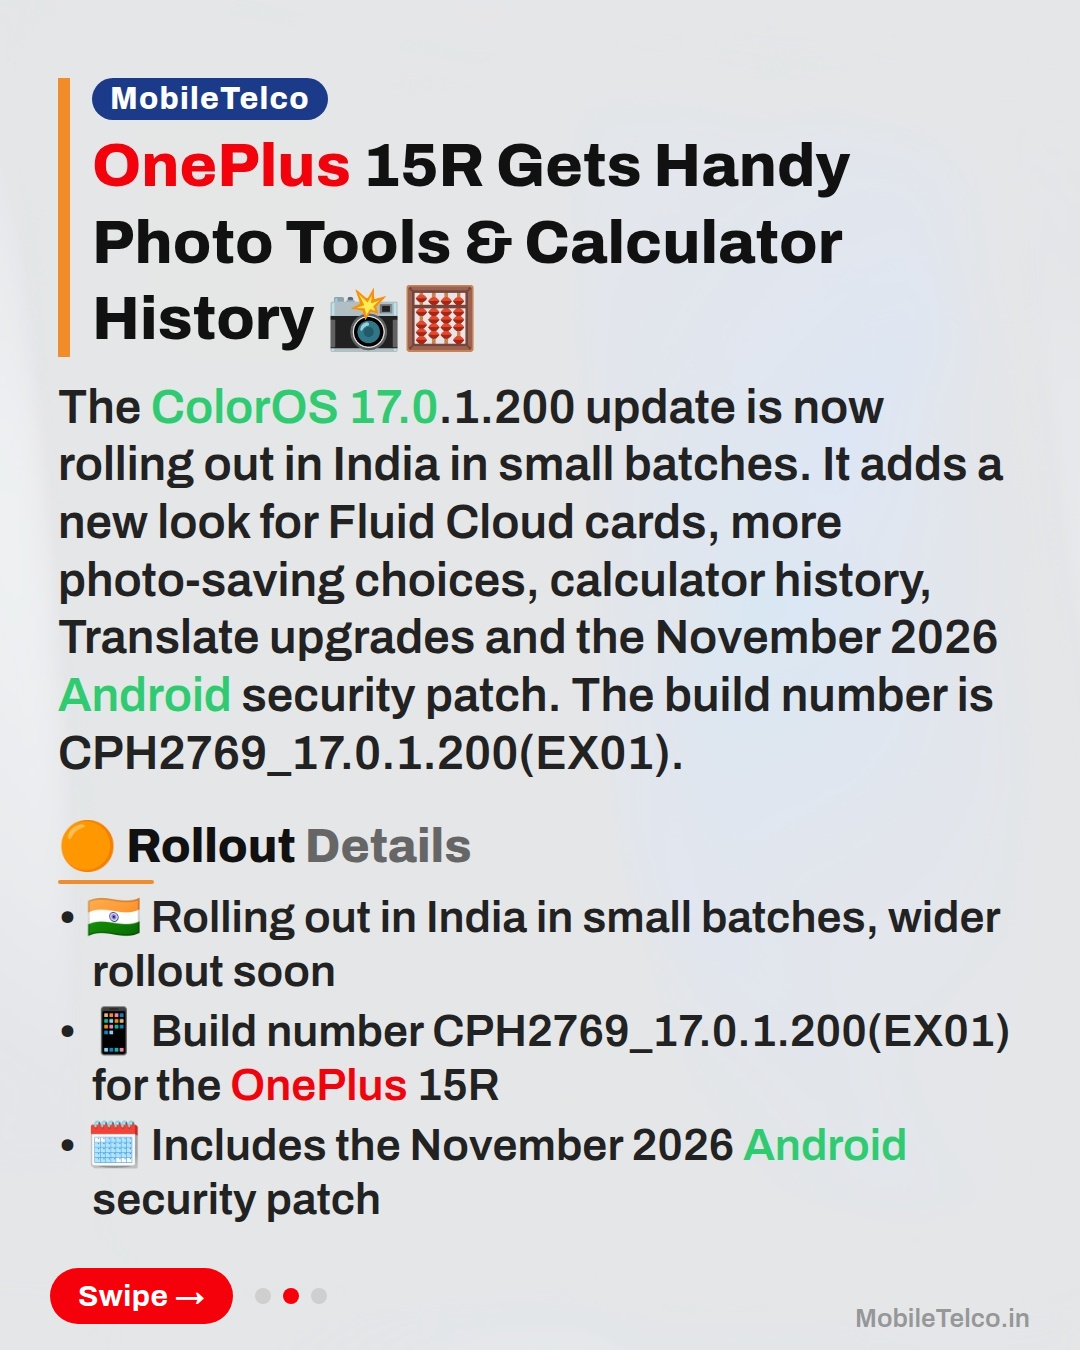 MobileTelco
OnePlus 15R Gets Handy
Photo Tools & Calculator
History 📸🧮
The ColorOS 17.0.1.200 update is now
rolling out in India in small batches. It adds a
new look for Fluid Cloud cards, more
photo-saving choices, calculator history,
Translate upgrades and the November 2026
Android security patch. The build number is
CPH2769_17.0.1.200(EX01).
🟠 Rollout Details
• 🇮🇳 Rolling out in India in small batches, wider
rollout soon
• 📱 Build number CPH2769_17.0.1.200(EX01)
for the OnePlus 15R
• 🗓️ Includes the November 2026 Android
security patch
Swipe →
MobileTelco.in